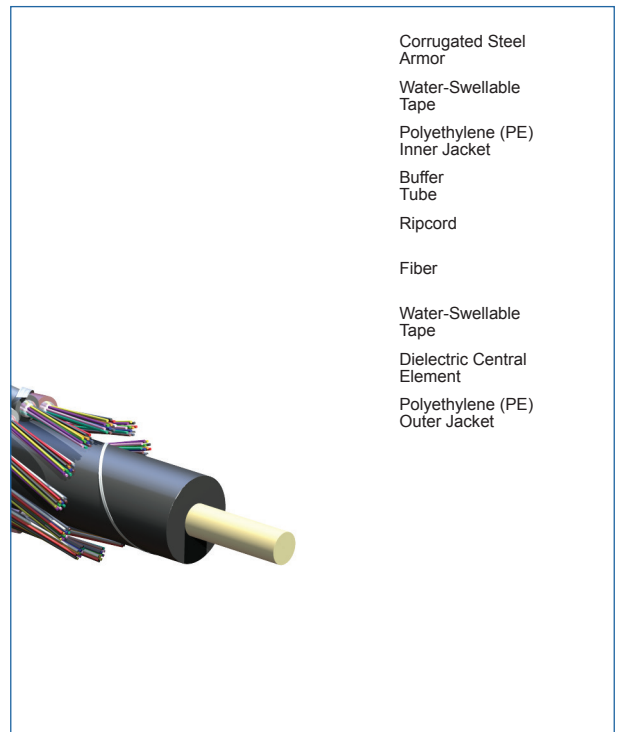 Corrugated Steel
Armor
Water-Swellable
Tape
Polyethylene (PE)
Inner Jacket
Buffer
Tube
Ripcord
Fiber
Water-Swellable
Tape
Dielectric Central
Element
Polyethylene (PE)
Outer Jacket